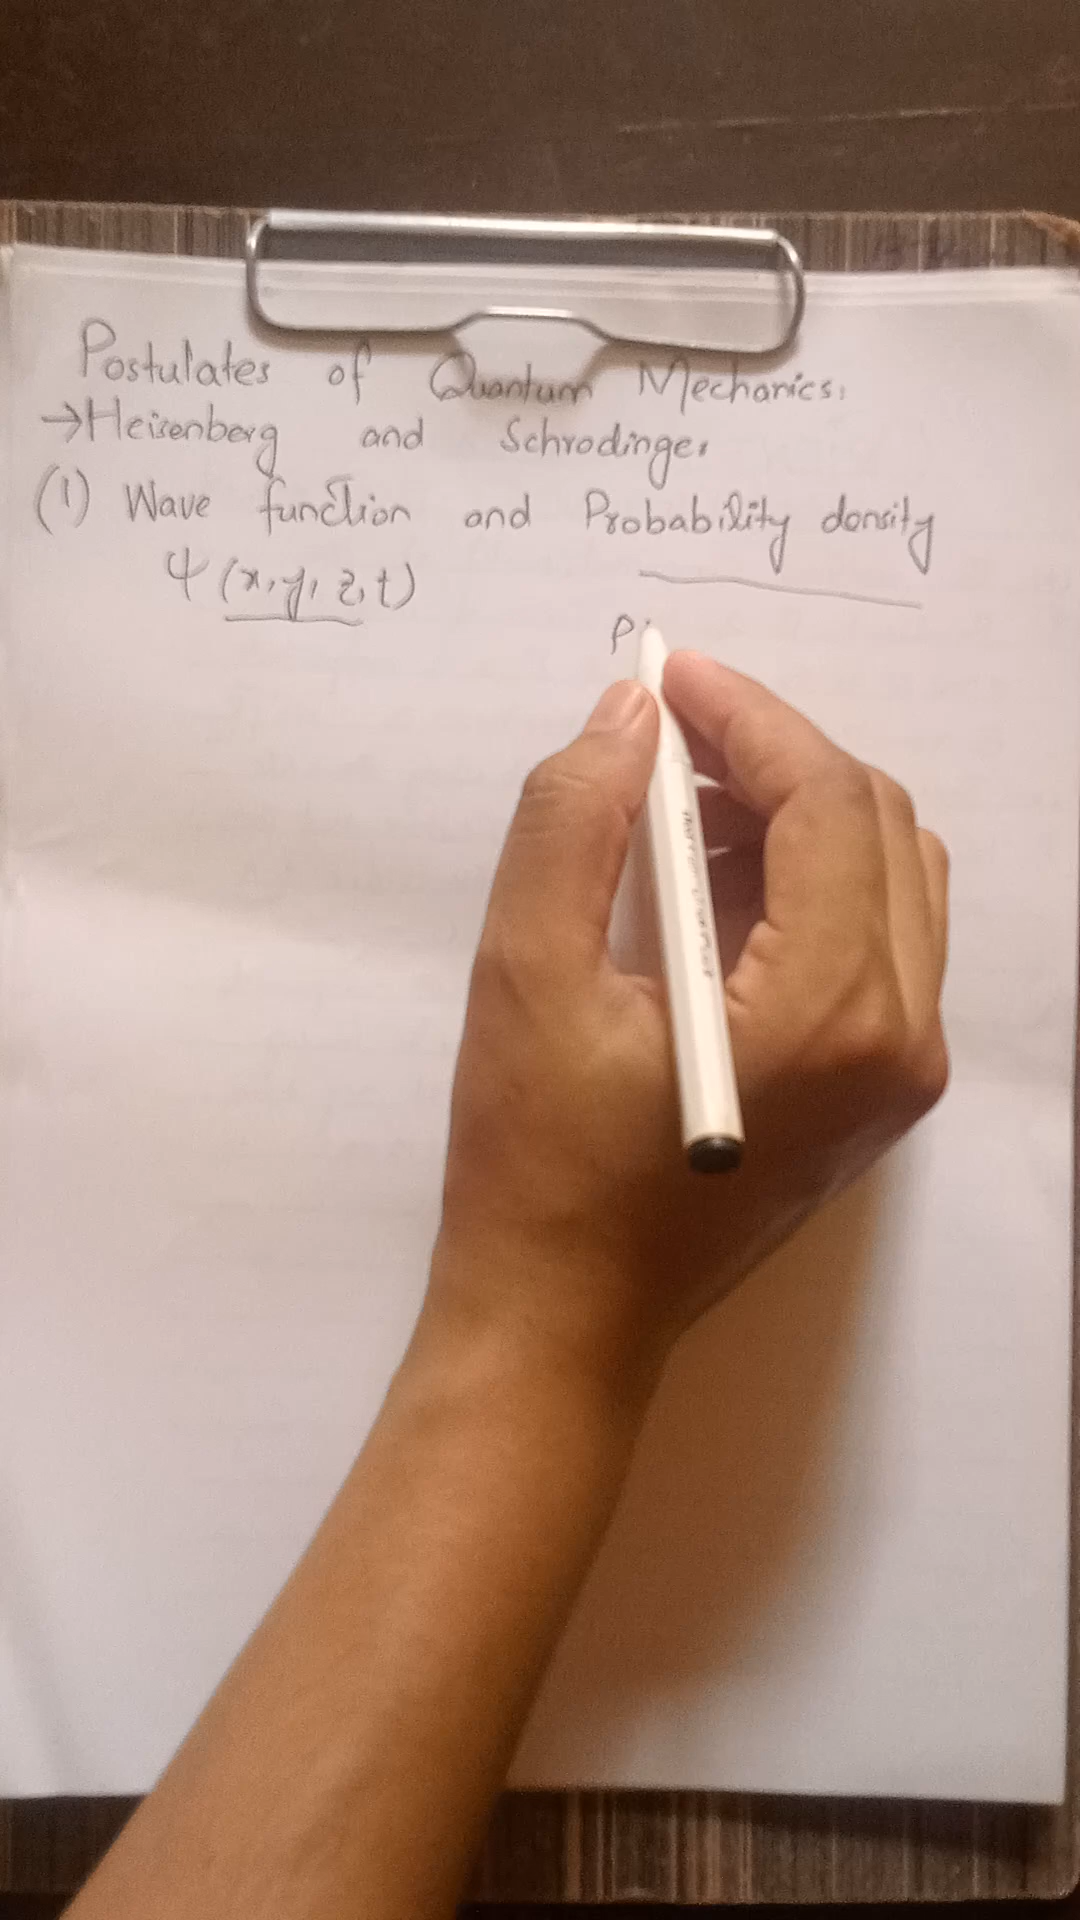 Postulates of Quantum Mechanics:
→Heisenberg and Schrodinger
(1) Wave function and Probability density
Ψ (x, y, z, t)
P